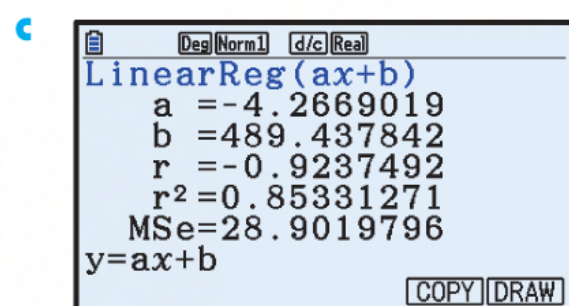 c
Deg Norm1 d/c Real
LinearReg(ax+b)
a =-4.2669019
b =489.437842
r =-0.9237492
r²=0.85331271
MSe=28.9019796
y=ax+b
COPY DRAW